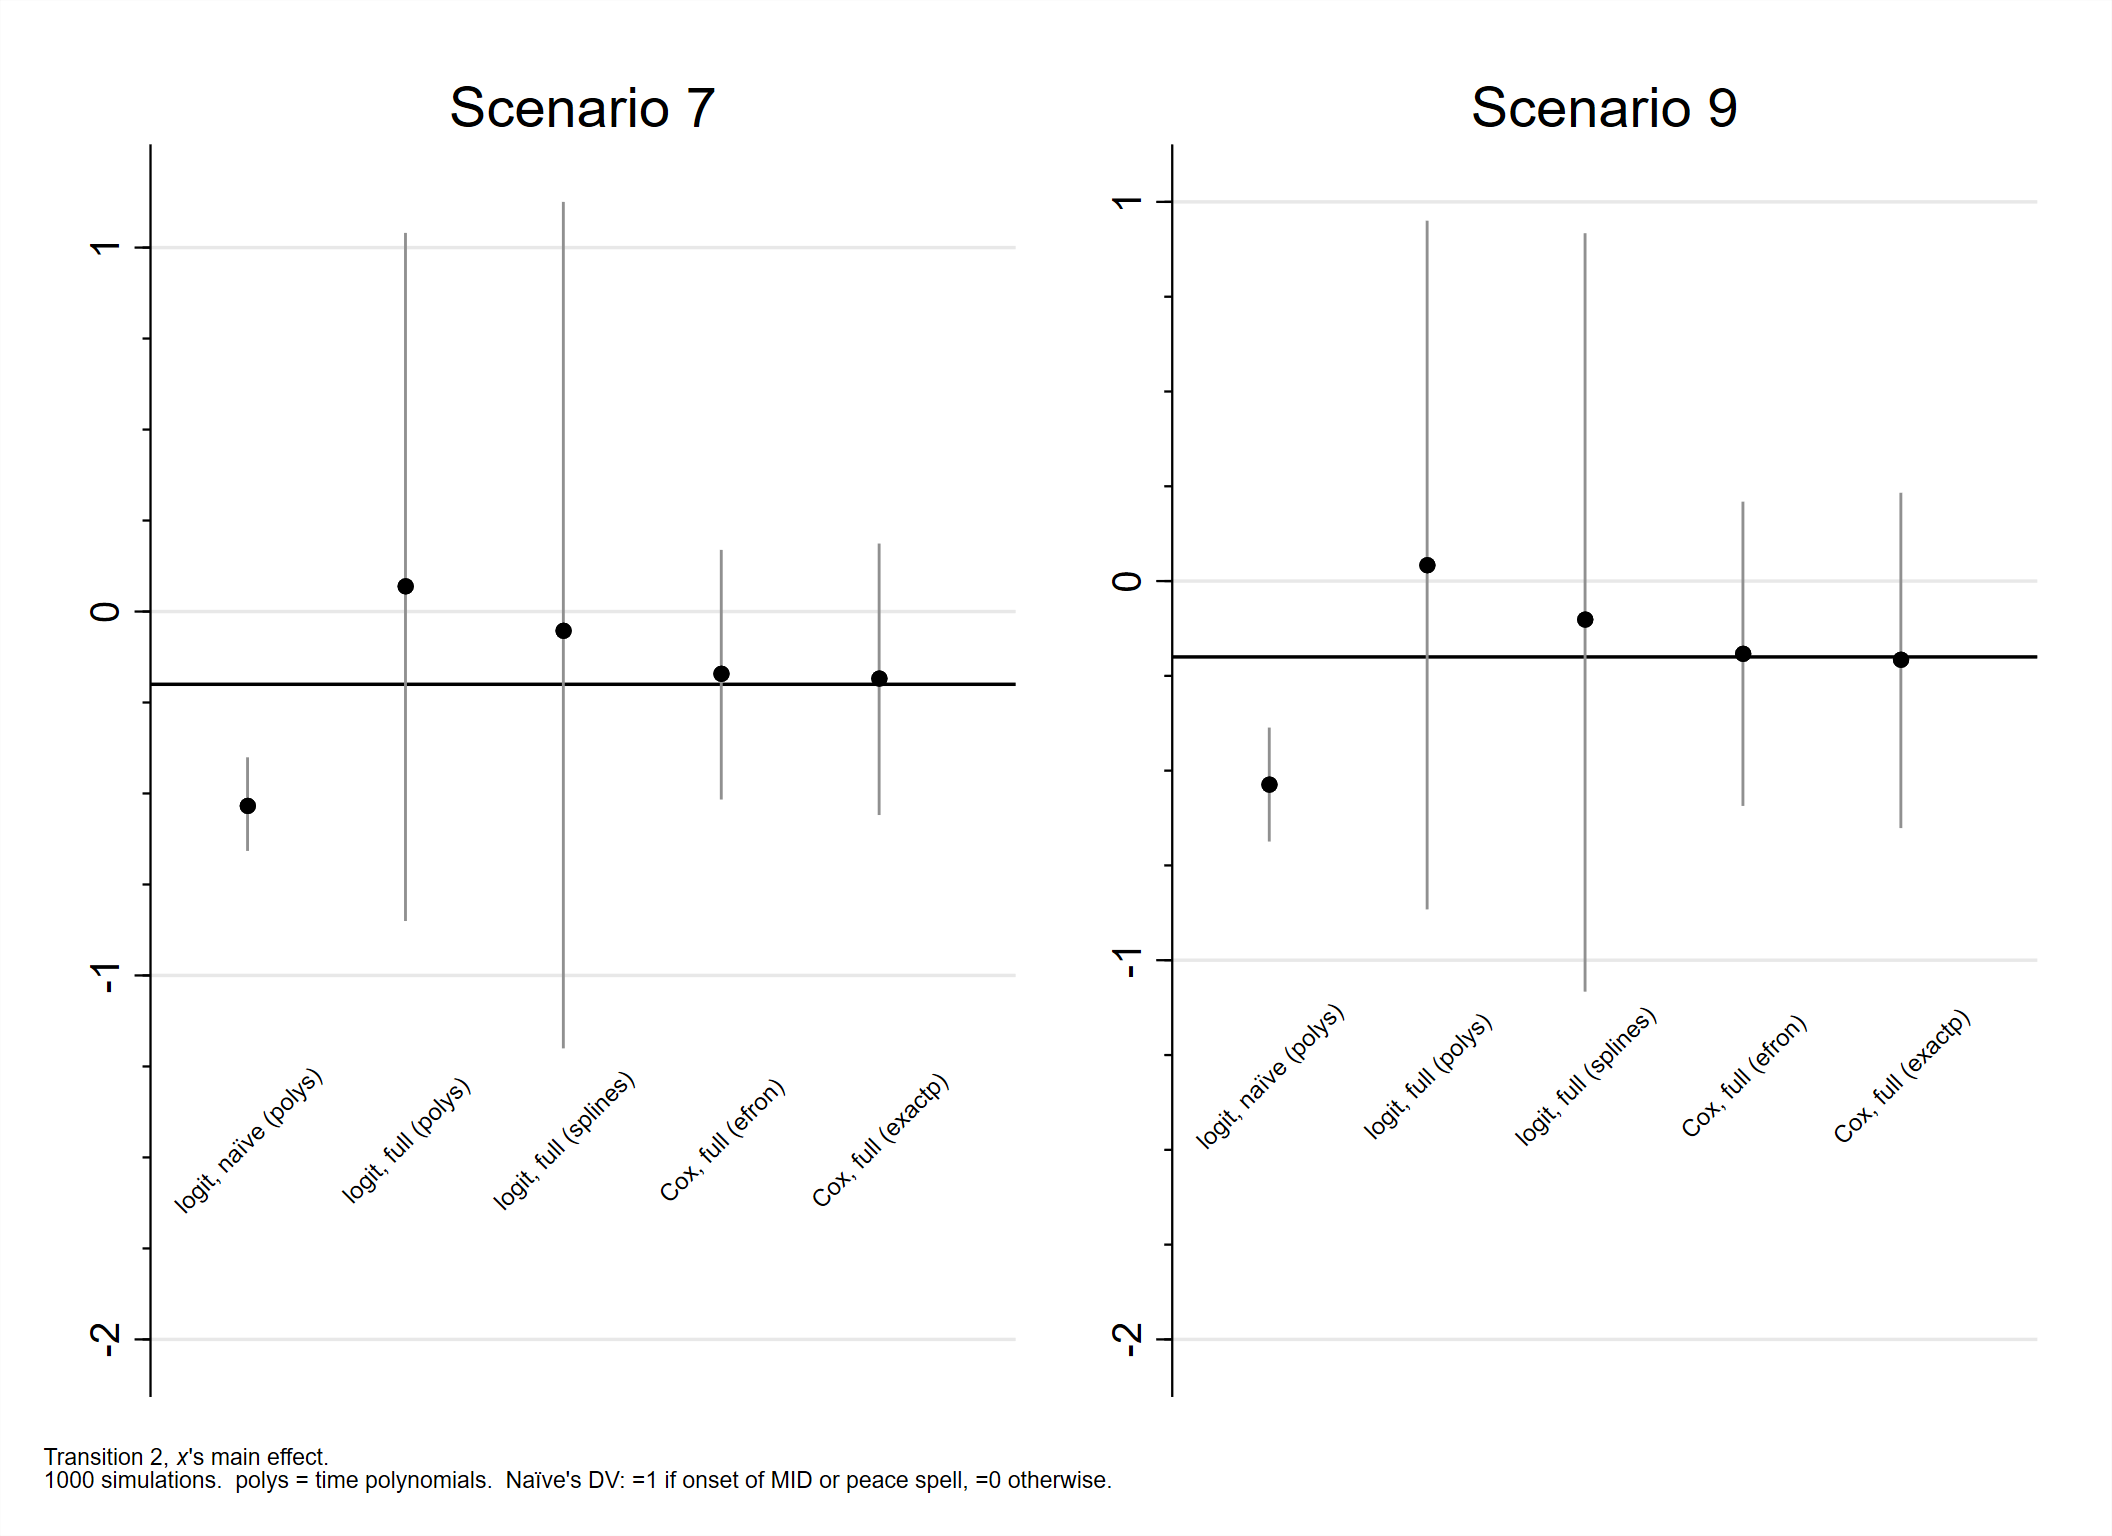 Scenario 7
1
0
-1
-2
logit, naïve (polys)
logit, full (polys)
logit, full (splines)
Cox, full (efron)
Cox, full (exactp)
Scenario 9
1
0
-1
-2
logit, naïve (polys)
logit, full (polys)
logit, full (splines)
Cox, full (efron)
Cox, full (exactp)
Transition 2, x's main effect.
1000 simulations.  polys = time polynomials.  Naïve's DV: =1 if onset of MID or peace spell, =0 otherwise.